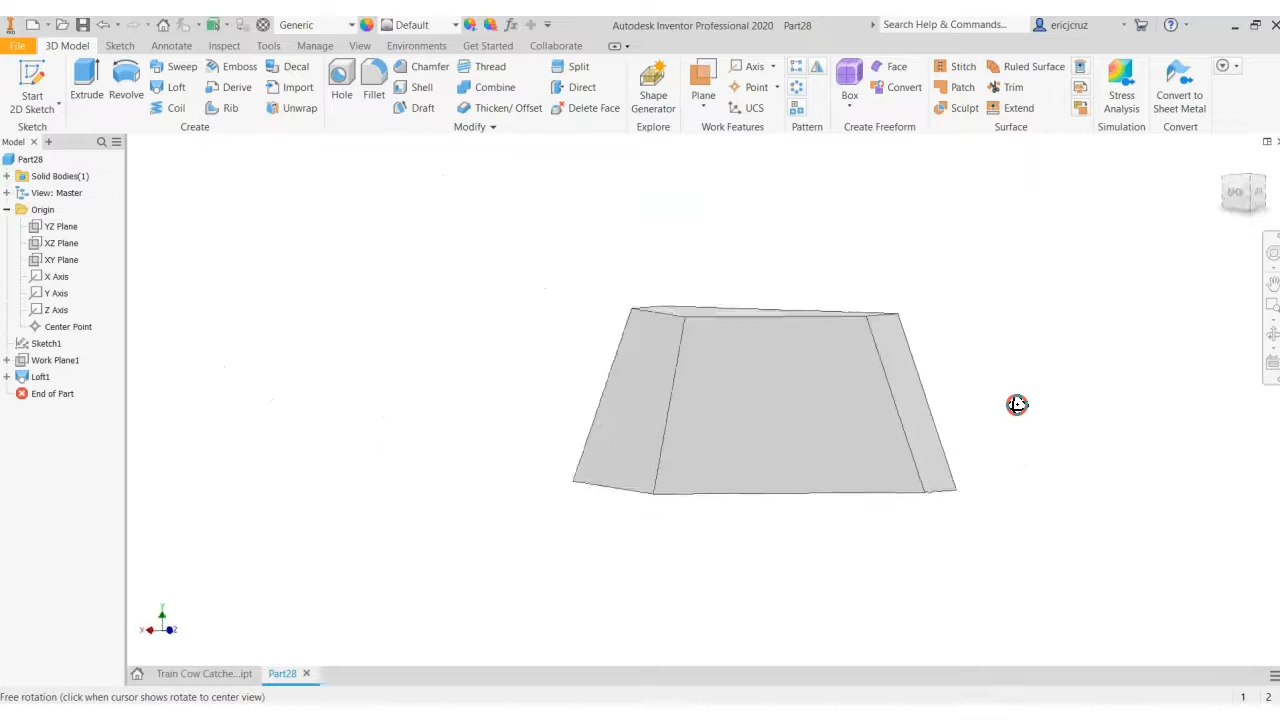 PRO Generic Default Autodesk Inventor Professional 2020 Part28 Search Help & Commands... ericjcruz
File 3D Model Sketch Annotate Inspect Tools Manage View Environments Get Started Collaborate
Start
2D Sketch
Sketch
Extrude
Revolve
Sweep Emboss Decal
Loft Derive Import
Coil Rib Unwrap
Create
Hole
Fillet
Chamfer Thread Split
Shell Combine Direct
Draft Thicken/ Offset Delete Face
Modify
Shape
Generator
Explore
Plane
Axis
Point
UCS
Work Features
Pattern
Box
Face
Convert
Create Freeform
Stitch Ruled Surface
Patch Trim
Sculpt Extend
Surface
Stress
Analysis
Simulation
Convert to
Sheet Metal
Convert
Model
Part28
Solid Bodies(1)
View: Master
Origin
YZ Plane
XZ Plane
XY Plane
X Axis
Y Axis
Z Axis
Center Point
Sketch1
Work Plane1
Loft1
End of Part
Y
X
Z
Train Cow Catche...ipt Part28
Free rotation (click when cursor shows rotate to center view) 1 2